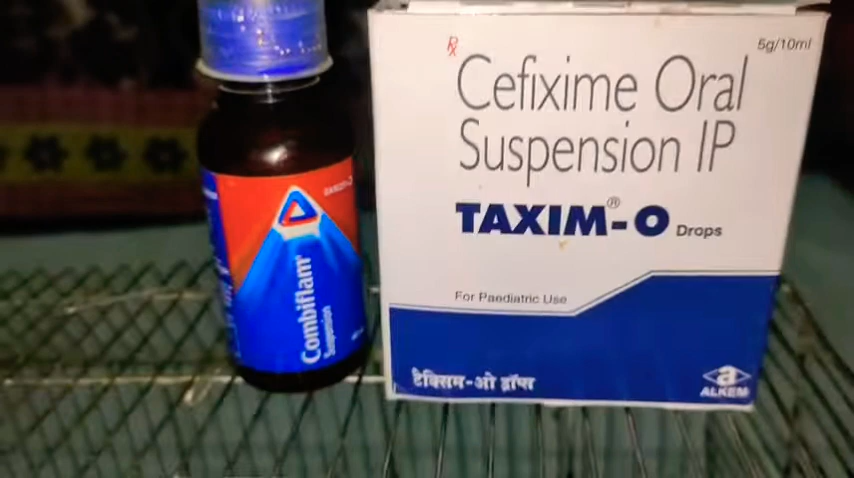 Combiflam
Suspension
Rx
5g/10ml
Cefixime Oral
Suspension IP
TAXIM®-O Drops
For Paediatric Use
टैक्सिम-ओ ड्रॉप्स
a
ALKEM